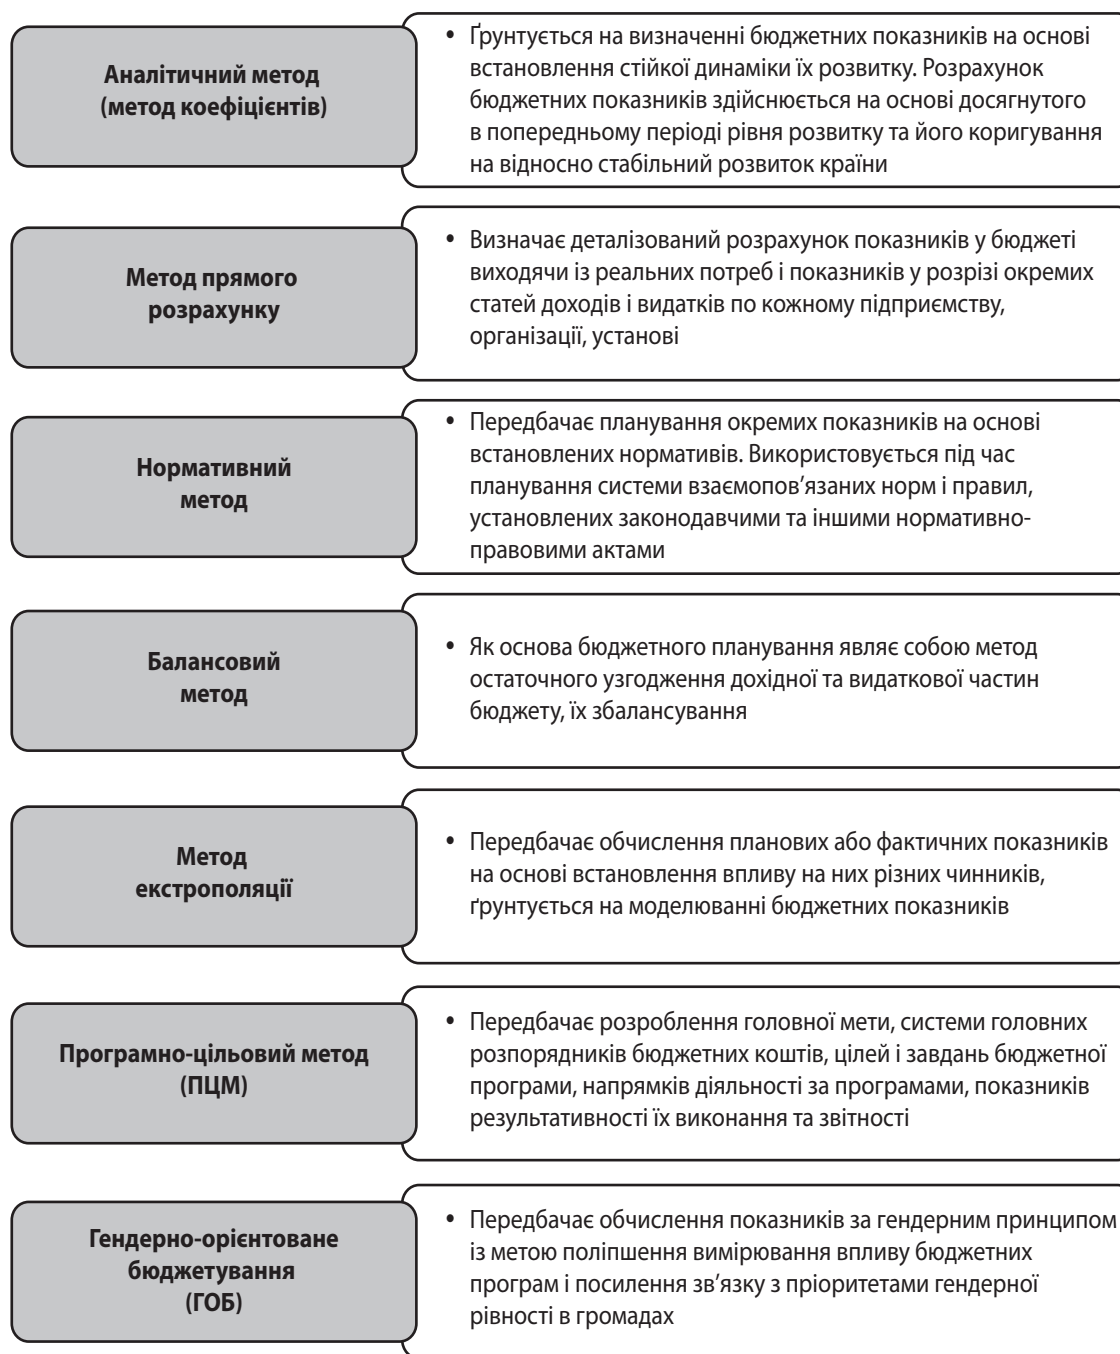 Аналітичний метод
(метод коефіцієнтів)
• Ґрунтується на визначенні бюджетних показників на основі
встановлення стійкої динаміки їх розвитку. Розрахунок
бюджетних показників здійснюється на основі досягнутого
в попередньому періоді рівня розвитку та його коригування
на відносно стабільний розвиток країни
Метод прямого
розрахунку
• Визначає деталізований розрахунок показників у бюджеті
виходячи із реальних потреб і показників у розрізі окремих
статей доходів і видатків по кожному підприємству,
організації, установі
Нормативний
метод
• Передбачає планування окремих показників на основі
встановлених нормативів. Використовується під час
планування системи взаємопов’язаних норм і правил,
установлених законодавчими та іншими нормативно-
правовими актами
Балансовий
метод
• Як основа бюджетного планування являє собою метод
остаточного узгодження дохідної та видаткової частин
бюджету, їх збалансування
Метод
екстрополяції
• Передбачає обчислення планових або фактичних показників
на основі встановлення впливу на них різних чинників,
ґрунтується на моделюванні бюджетних показників
Програмно-цільовий метод
(ПЦМ)
• Передбачає розроблення головної мети, системи головних
розпорядників бюджетних коштів, цілей і завдань бюджетної
програми, напрямків діяльності за програмами, показників
результативності їх виконання та звітності
Гендерно-орієнтоване
бюджетування
(ГОБ)
• Передбачає обчислення показників за гендерним принципом
із метою поліпшення вимірювання впливу бюджетних
програм і посилення зв’язку з пріоритетами гендерної
рівності в громадах